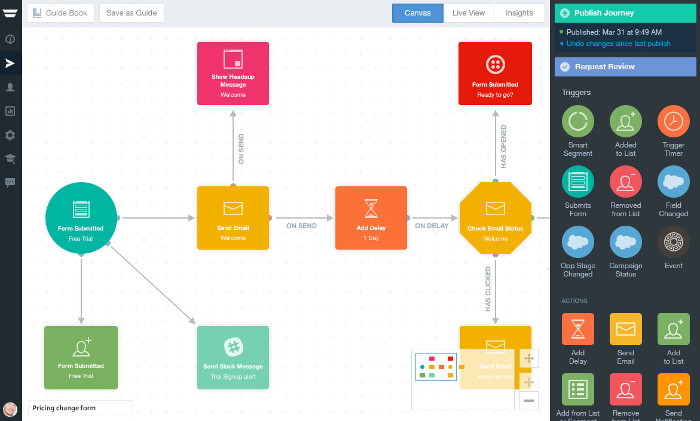 Guide Book
Save as Guide
Canvas
Live View
Insights
Publish Journey
Published: Mar 31 at 9:49 AM
Undo changes since last publish
Request Review
Show Headsup
Message
Welcome
Form Submitted
Ready to go?
ON SEND
HAS OPENED
Form Submitted
Free Trial
Send Email
Welcome
ON SEND
Add Delay
1 Day
ON DELAY
Check Email Status
Welcome
HAS CLICKED
Form Submitted
Free Trial
Send Slack Message
Trial Signup alert
Send Email
Pricing change form
Triggers
Smart
Segment
Added
to List
Trigger
Timer
Submits
Form
Removed
from List
Field
Changed
Opp Stage
Changed
Campaign
Status
Event
ACTIONS
Add
Delay
Send
Email
Add
to List
Add from List
Remove
Send